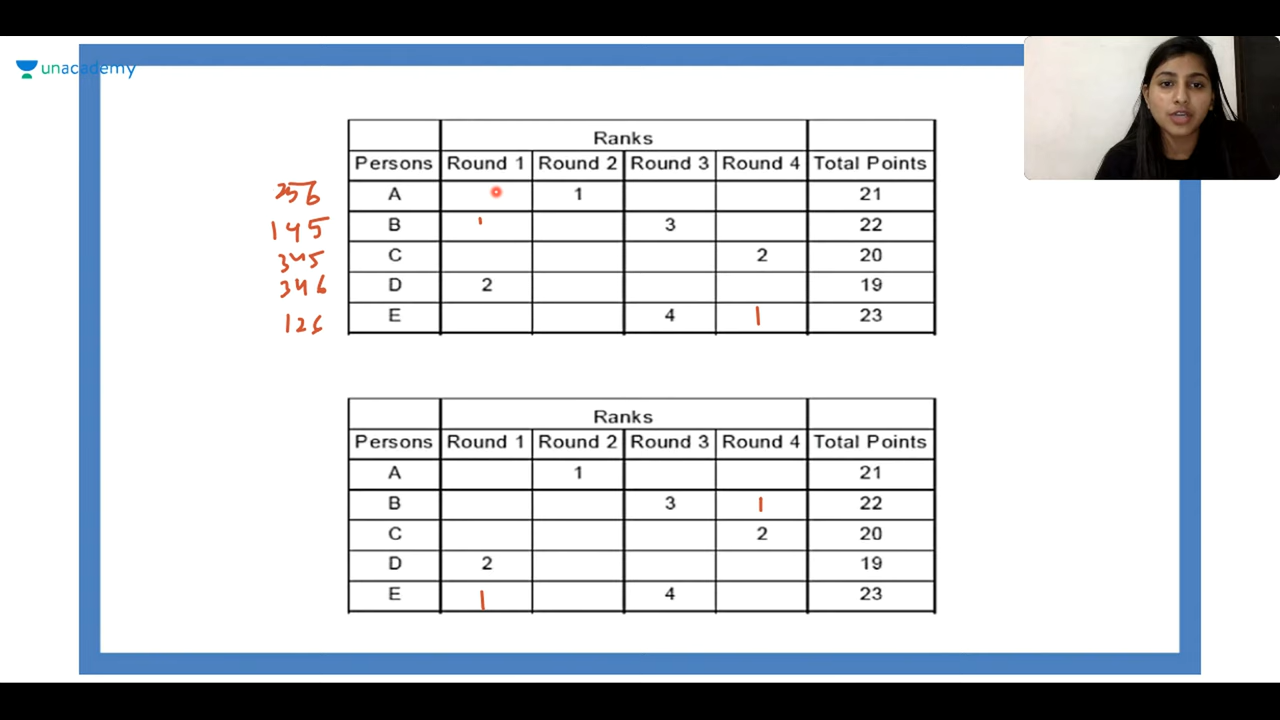 unacademy
Ranks
Persons Round 1 Round 2 Round 3 Round 4 Total Points
256 A 1 21
145 B 1 3 22
345 C 2 20
346 D 2 19
126 E 4 1 23
Ranks
Persons Round 1 Round 2 Round 3 Round 4 Total Points
A 1 21
B 3 1 22
C 2 20
D 2 19
E 1 4 23